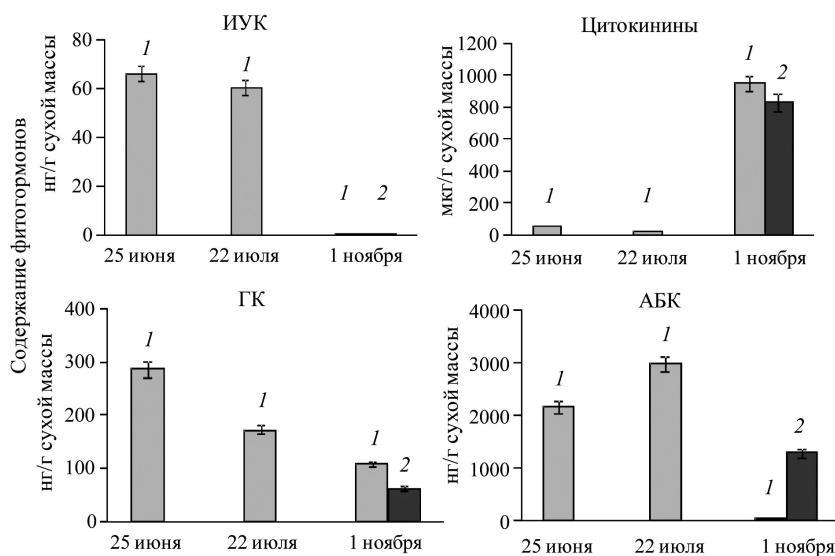 ИУК
Содержание фитогормонов
нг/г сухой массы
80
60
40
20
0
1
1
1 2
25 июня 22 июля 1 ноября
Цитокинины
мкг/г сухой массы
1200
1000
800
600
400
200
0
1
1
1
2
25 июня 22 июля 1 ноября
ГК
нг/г сухой массы
400
300
200
100
0
1
1
1
2
25 июня 22 июля 1 ноября
АБК
нг/г сухой массы
4000
3000
2000
1000
0
1
1
1
2
25 июня 22 июля 1 ноября